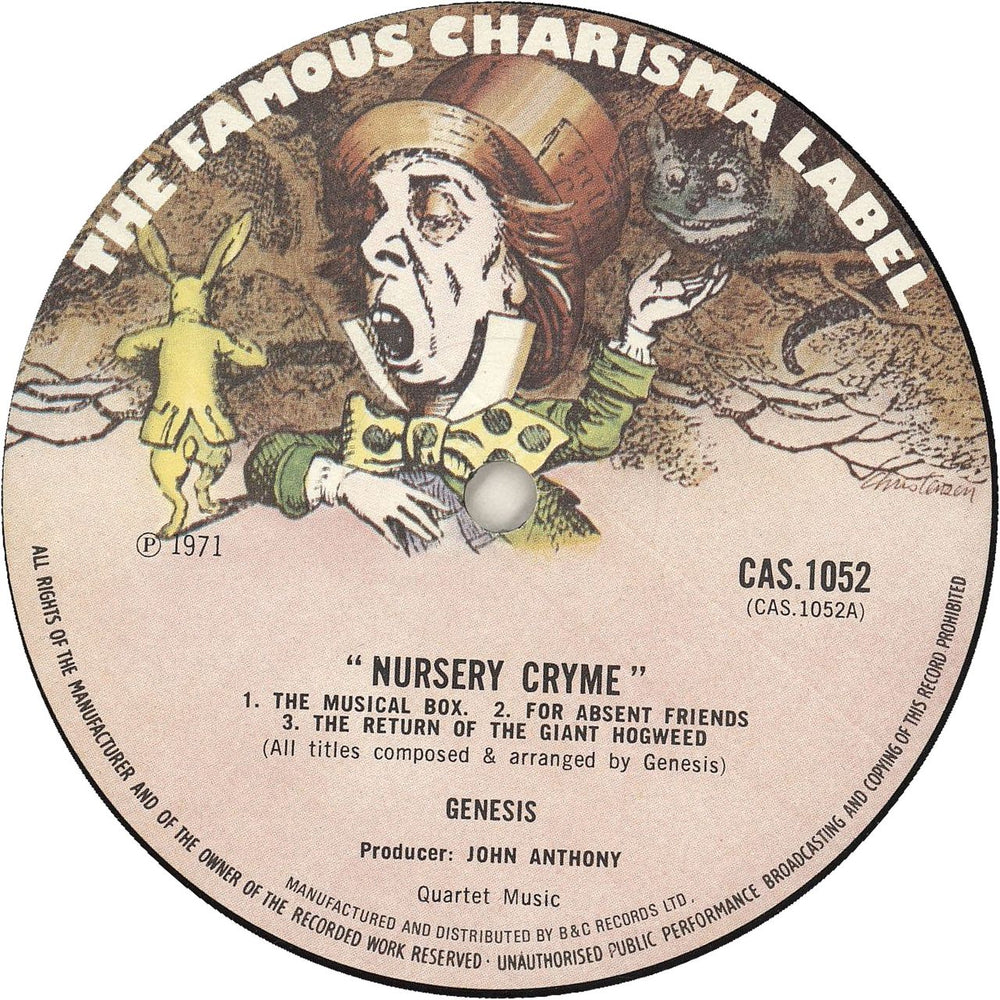 THE FAMOUS CHARISMA LABEL
Christensen
Ⓟ 1971
CAS.1052
(CAS.1052A)
“NURSERY CRYME”
1. THE MUSICAL BOX. 2. FOR ABSENT FRIENDS
3. THE RETURN OF THE GIANT HOGWEED
(All titles composed & arranged by Genesis)
GENESIS
Producer: JOHN ANTHONY
Quartet Music
MANUFACTURED AND DISTRIBUTED BY B&C RECORDS LTD.
ALL RIGHTS OF THE MANUFACTURER AND OF THE OWNER OF THE RECORDED WORK RESERVED · UNAUTHORISED PUBLIC PERFORMANCE BROADCASTING AND COPYING OF THIS RECORD PROHIBITED